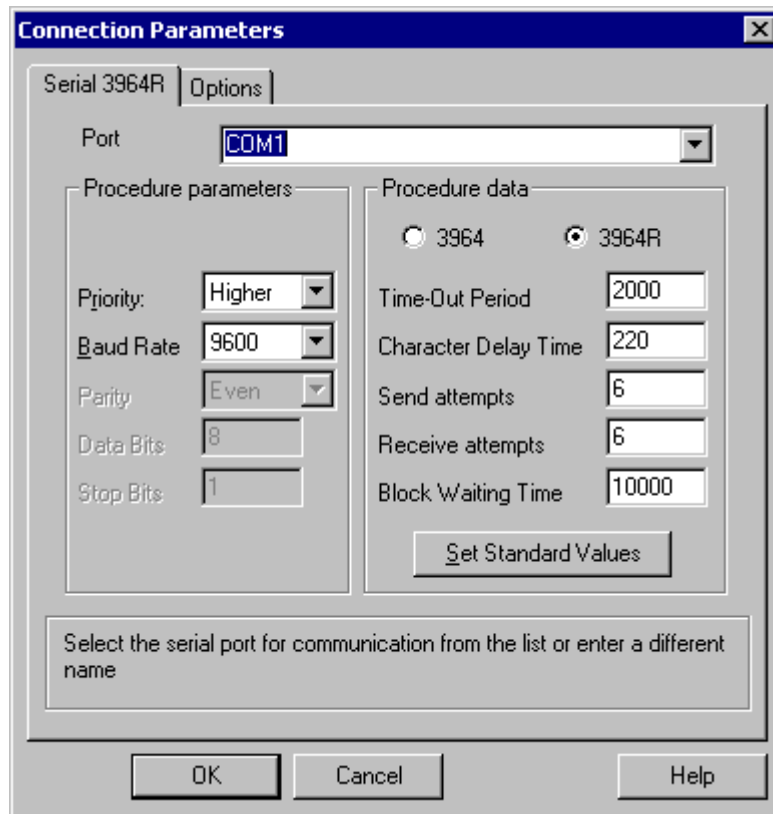 Connection Parameters
Serial 3964R
Options
Port
COM1
Procedure parameters
Priority:
Higher
Baud Rate
9600
Parity
Even
Data Bits
8
Stop Bits
1
Procedure data
3964
3964R
Time-Out Period
2000
Character Delay Time
220
Send attempts
6
Receive attempts
6
Block Waiting Time
10000
Set Standard Values
Select the serial port for communication from the list or enter a different
name
OK
Cancel
Help